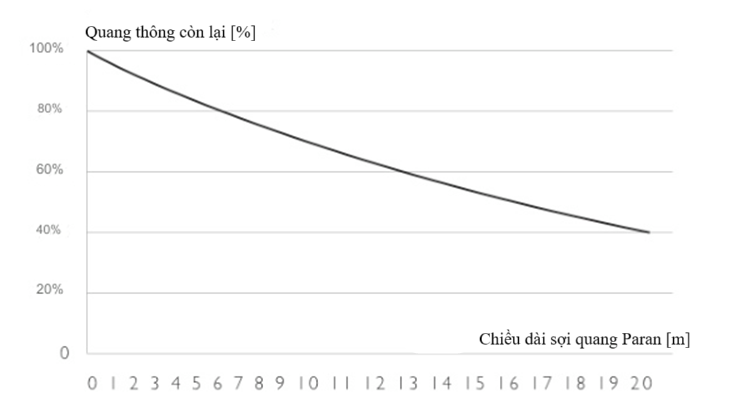 Quang thông còn lại [%]
100%
80%
60%
40%
20%
0
Chiều dài sợi quang Paran [m]
0 1 2 3 4 5 6 7 8 9 10 11 12 13 14 15 16 17 18 19 20